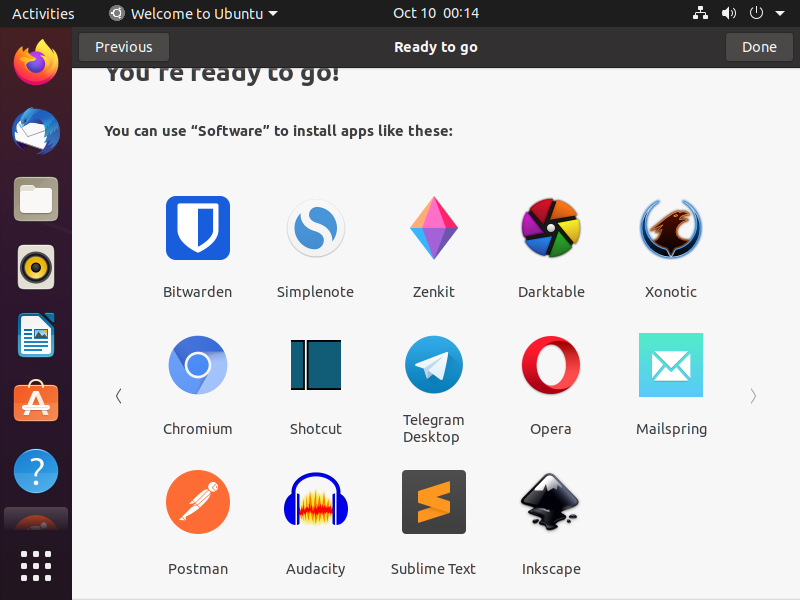 Activities
Welcome to Ubuntu
Oct 10 00:14
Previous
Ready to go
Done
You're ready to go!
You can use “Software” to install apps like these:
Bitwarden
Simplenote
Zenkit
Darktable
Xonotic
Chromium
Shotcut
Telegram
Desktop
Opera
Mailspring
Postman
Audacity
Sublime Text
Inkscape